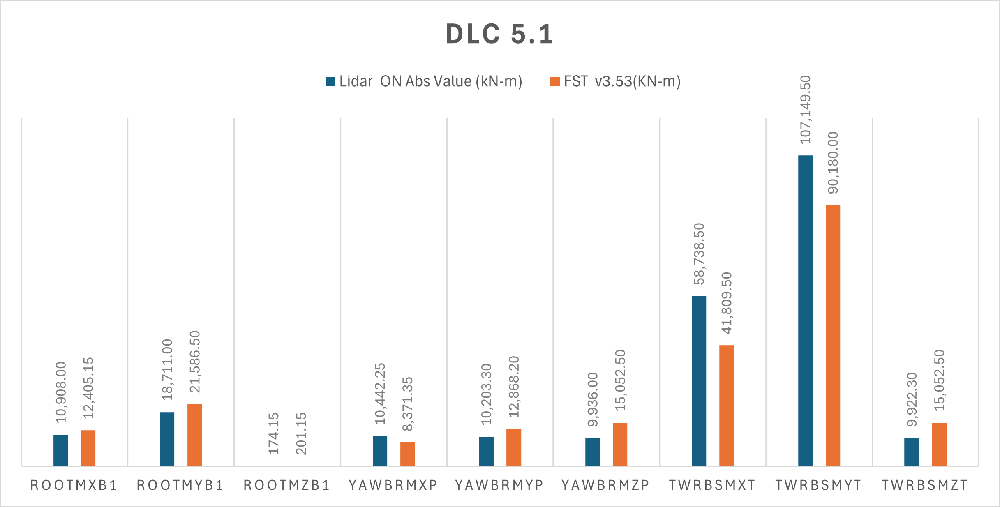 DLC 5.1
Lidar_ON Abs Value (kN-m)
FST_v3.53(KN-m)
10,908.00
12,405.15
18,711.00
21,586.50
174.15
201.15
10,442.25
8,371.35
10,203.30
12,868.20
9,936.00
15,052.50
58,738.50
41,809.50
107,149.50
90,180.00
9,922.30
15,052.50
ROOTMXB1
ROOTMYB1
ROOTMZB1
YAWBRMXP
YAWBRMYP
YAWBRMZP
TWRBSMXT
TWRBSMYT
TWRBSMZT